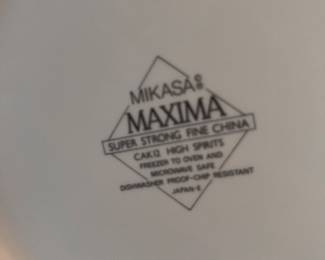 MIKASA®
MAXIMA
SUPER STRONG FINE CHINA
CAK12 HIGH SPIRITS
FREEZER TO OVEN AND
MICROWAVE SAFE
DISHWASHER PROOF-CHIP RESISTANT